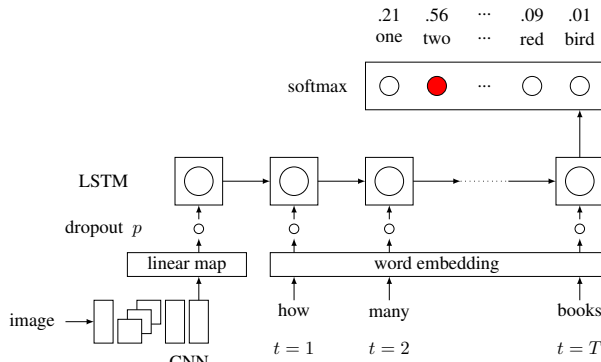 .21 .56 ... .09 .01
one two ... red bird
softmax ...
LSTM
dropout p
linear map word embedding
image how many books
CNN t = 1 t = 2 t = T